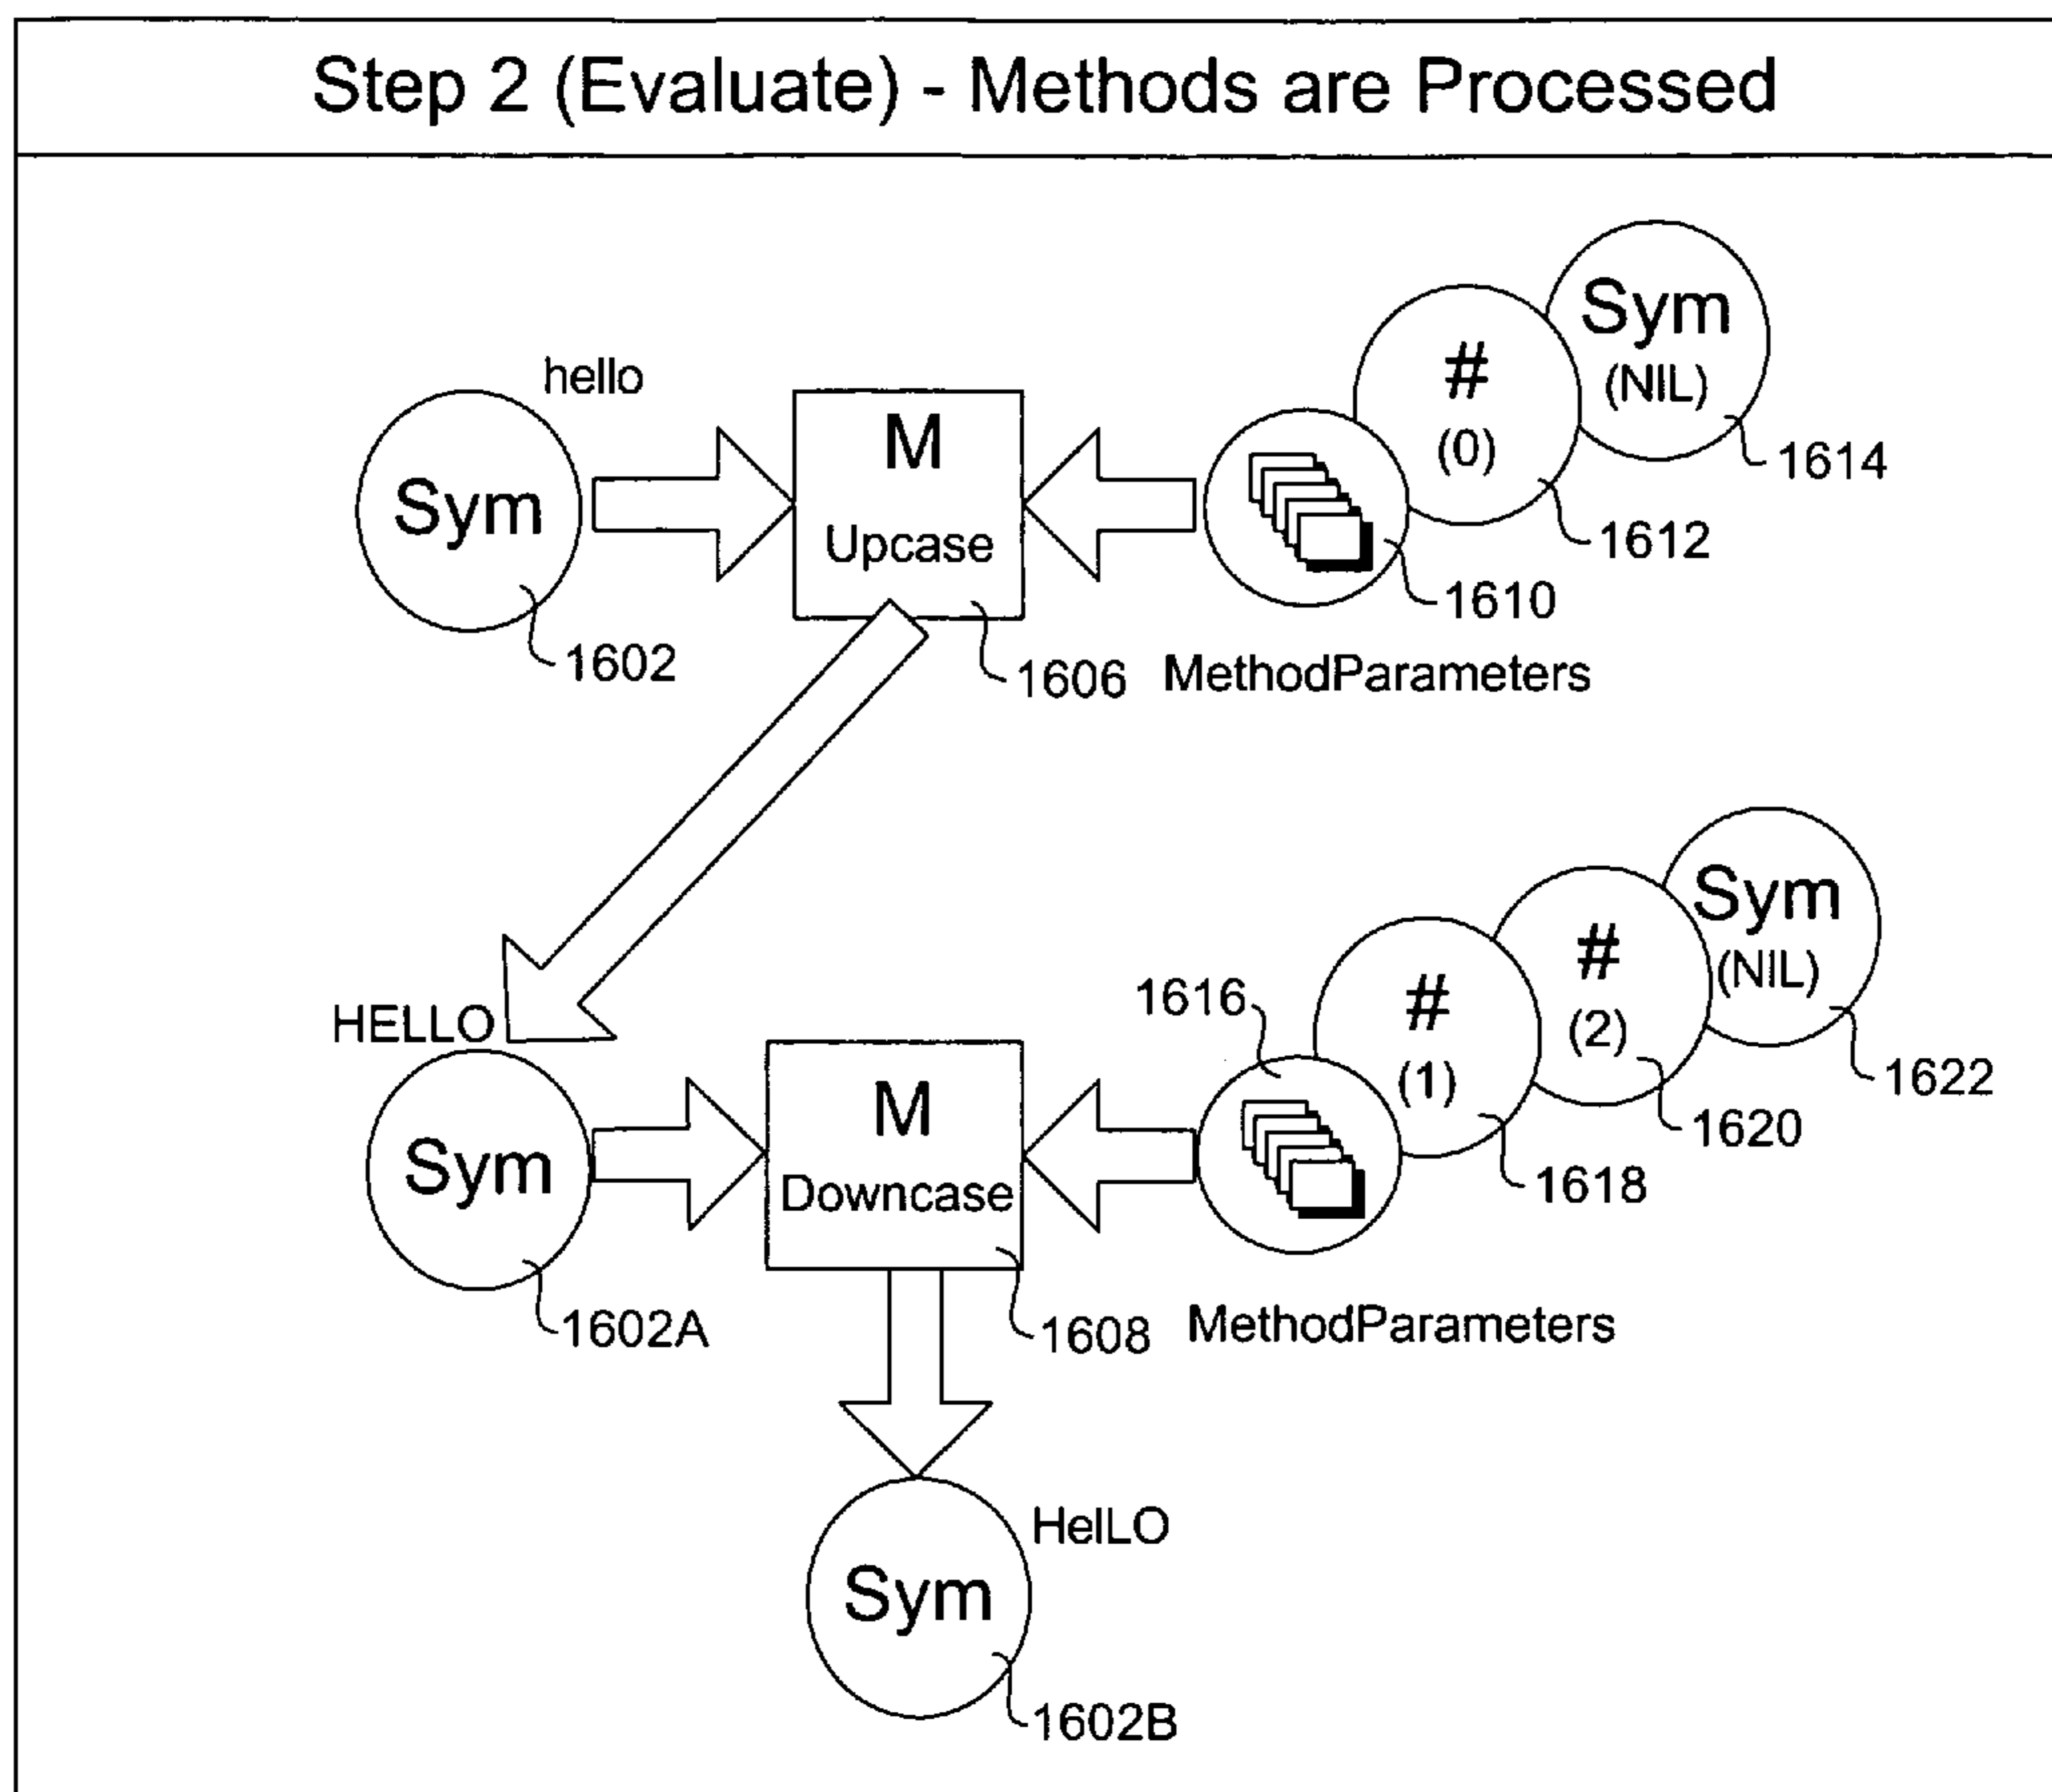 Step 2 (Evaluate) - Methods are Processed
Sym
(NIL)
1614
#
(0)
1612
1610
hello
Sym
1602
M
Upcase
1606
MethodParameters
Sym
(NIL)
1622
#
(2)
1620
#
(1)
1618
1616
HELLO
Sym
1602A
M
Downcase
1608
MethodParameters
HelLO
Sym
1602B